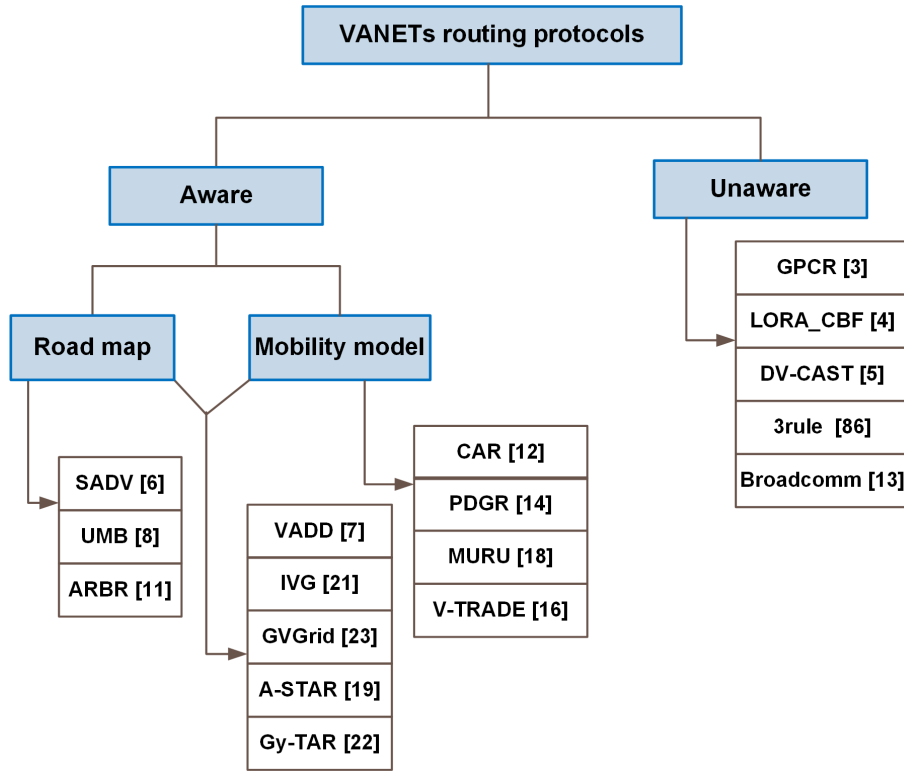 VANETs routing protocols
Aware
Unaware
Road map
Mobility model
SADV [6]
UMB [8]
ARBR [11]
VADD [7]
IVG [21]
GVGrid [23]
A-STAR [19]
Gy-TAR [22]
CAR [12]
PDGR [14]
MURU [18]
V-TRADE [16]
GPCR [3]
LORA_CBF [4]
DV-CAST [5]
3rule [86]
Broadcomm [13]